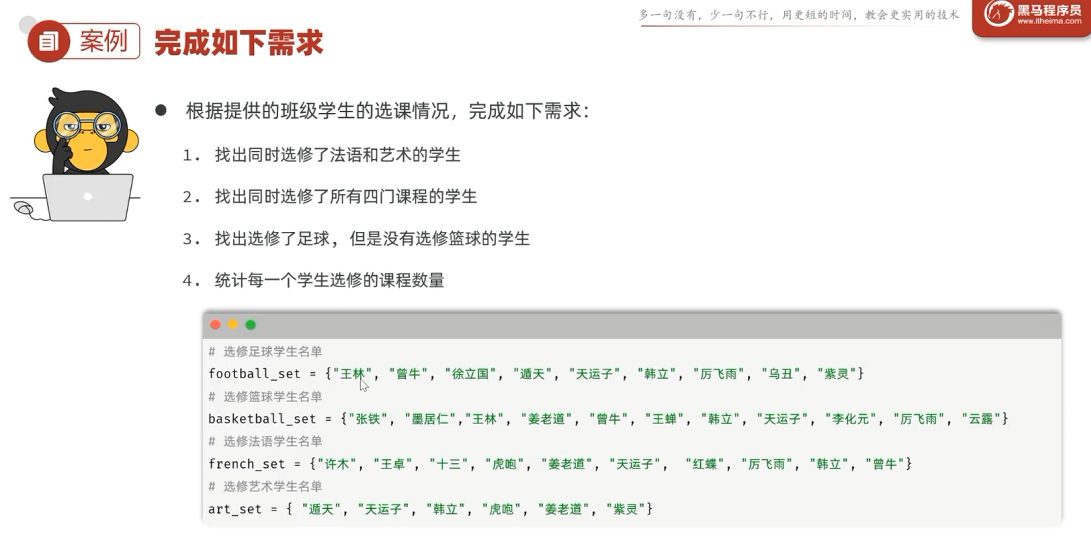 多一句没有，少一句不行，用更短的时间，教会更实用的技术
黑马程序员
www.itheima.com
案例
完成如下需求
● 根据提供的班级学生的选课情况，完成如下需求：
1. 找出同时选修了法语和艺术的学生
2. 找出同时选修了所有四门课程的学生
3. 找出选修了足球，但是没有选修篮球的学生
4. 统计每一个学生选修的课程数量
# 选修足球学生名单
football_set = {"王林", "曾牛", "徐立国", "遁天", "天运子", "韩立", "厉飞雨", "乌丑", "紫灵"}
# 选修篮球学生名单
basketball_set = {"张铁", "墨居仁","王林", "姜老道", "曾牛", "王蝉", "韩立", "天运子", "李化元", "厉飞雨", "云露"}
# 选修法语学生名单
french_set = {"许木", "王卓", "十三", "虎咆", "姜老道", "天运子", "红蝶", "厉飞雨", "韩立", "曾牛"}
# 选修艺术学生名单
art_set = { "遁天", "天运子", "韩立", "虎咆", "姜老道", "紫灵"}